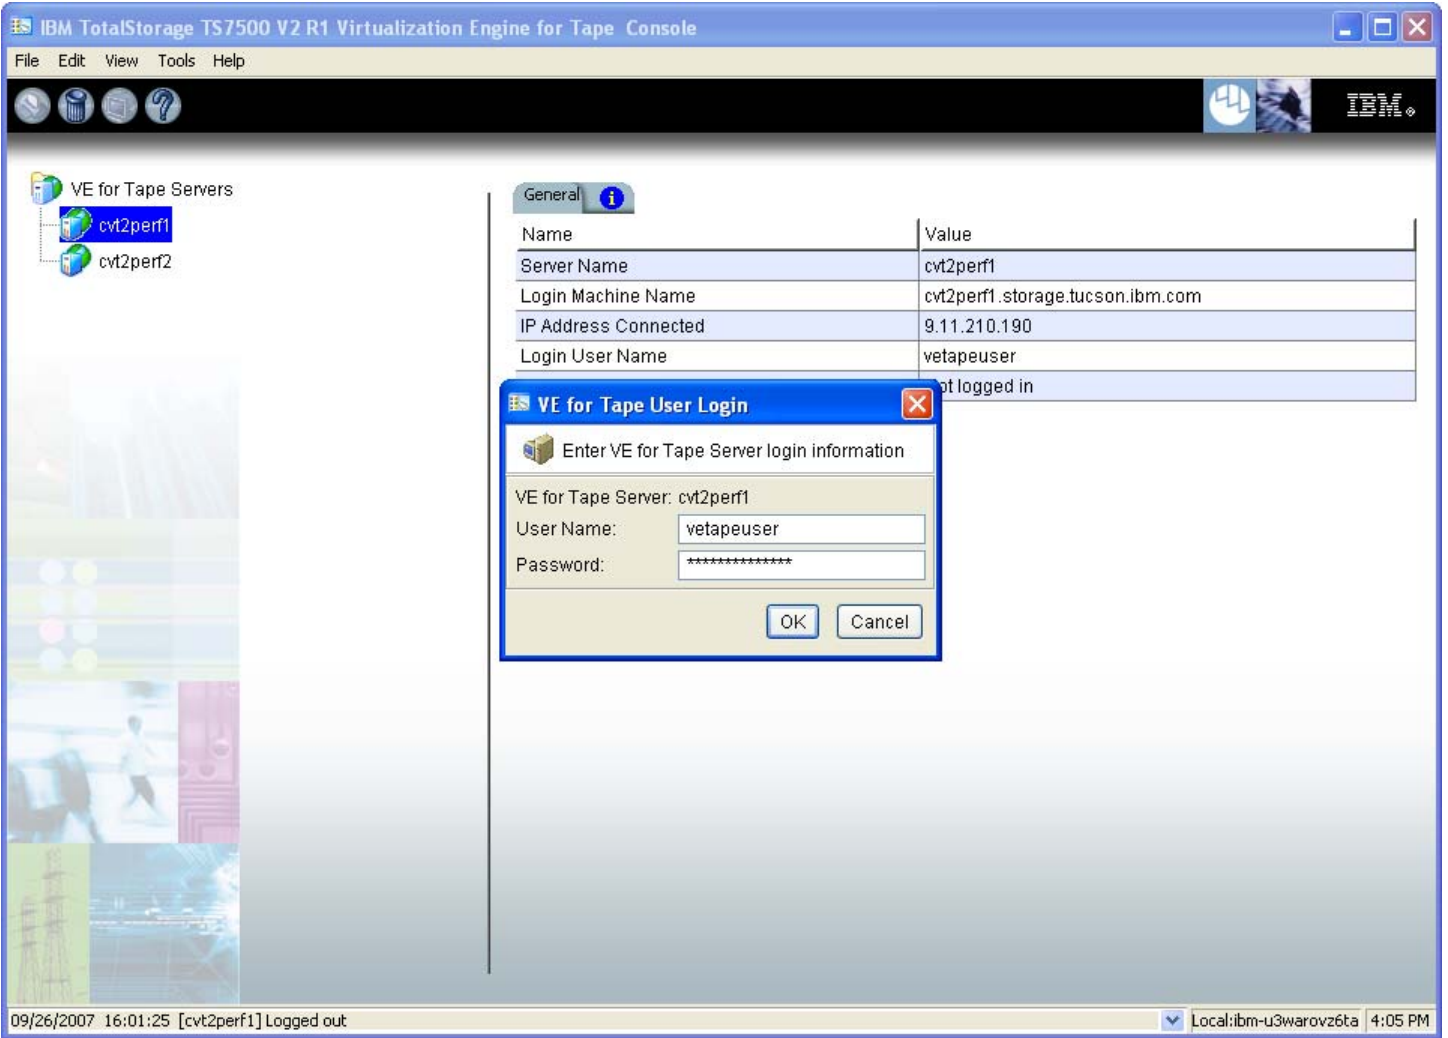 IBM TotalStorage TS7500 V2 R1 Virtualization Engine for Tape Console
File Edit View Tools Help
IBM
VE for Tape Servers
cvt2perf1
cvt2perf2
General
Name Value
Server Name cvt2perf1
Login Machine Name cvt2perf1.storage.tucson.ibm.com
IP Address Connected 9.11.210.190
Login User Name vetapeuser
logged in
VE for Tape User Login
Enter VE for Tape Server login information
VE for Tape Server: cvt2perf1
User Name: vetapeuser
Password: **************
OK Cancel
09/26/2007 16:01:25 [cvt2perf1] Logged out
Local:ibm-u3warovz6ta 4:05 PM